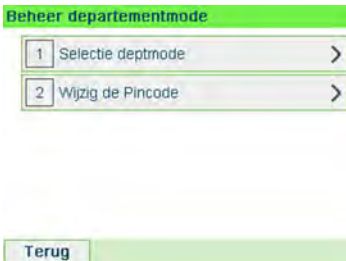 Beheer departementmode
1 Selectie deptmode
2 Wijzig de Pincode
Terug